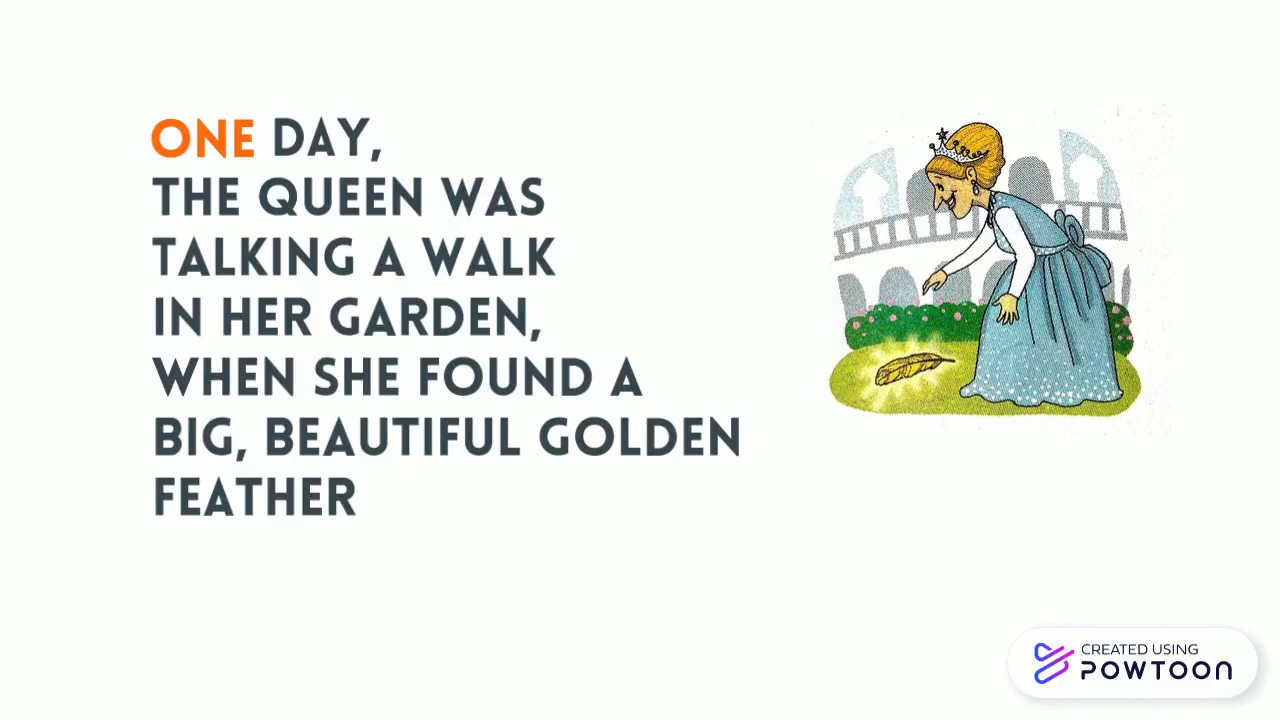 ONE DAY,
THE QUEEN WAS
TALKING A WALK
IN HER GARDEN,
WHEN SHE FOUND A
BIG, BEAUTIFUL GOLDEN
FEATHER
CREATED USING
POWTOON